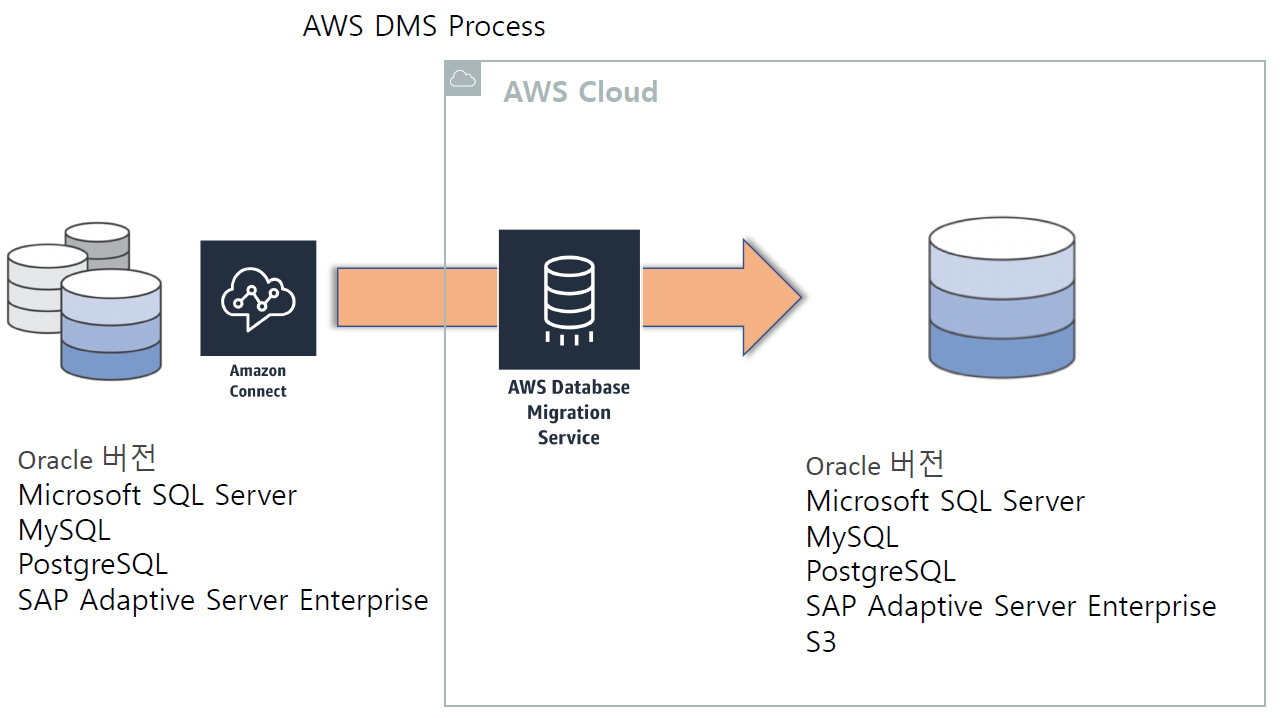 AWS DMS Process
AWS Cloud
Amazon
Connect
AWS Database
Migration
Service
Oracle 버전
Microsoft SQL Server
MySQL
PostgreSQL
SAP Adaptive Server Enterprise
Oracle 버전
Microsoft SQL Server
MySQL
PostgreSQL
SAP Adaptive Server Enterprise
S3